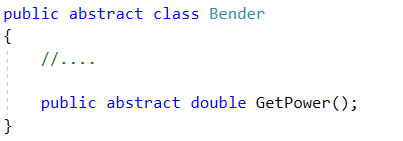 public abstract class Bender
{
//....
public abstract double GetPower();
}